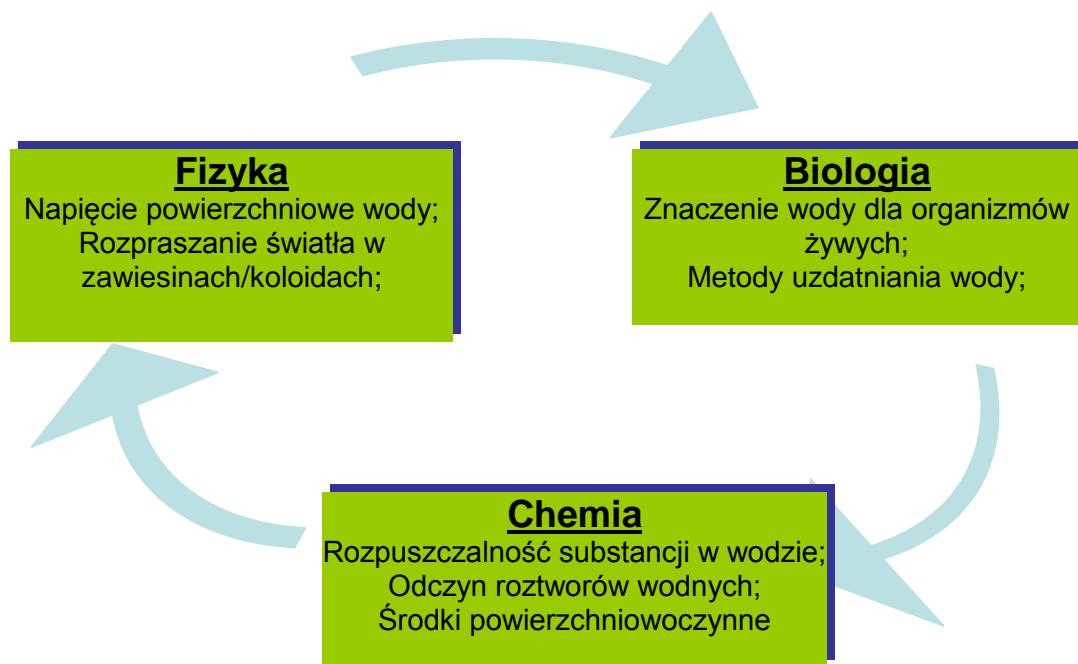 Fizyka
Napięcie powierzchniowe wody;
Rozpraszanie światła w
zawiesinach/koloidach;
Biologia
Znaczenie wody dla organizmów
żywych;
Metody uzdatniania wody;
Chemia
Rozpuszczalność substancji w wodzie;
Odczyn roztworów wodnych;
Środki powierzchniowoczynne